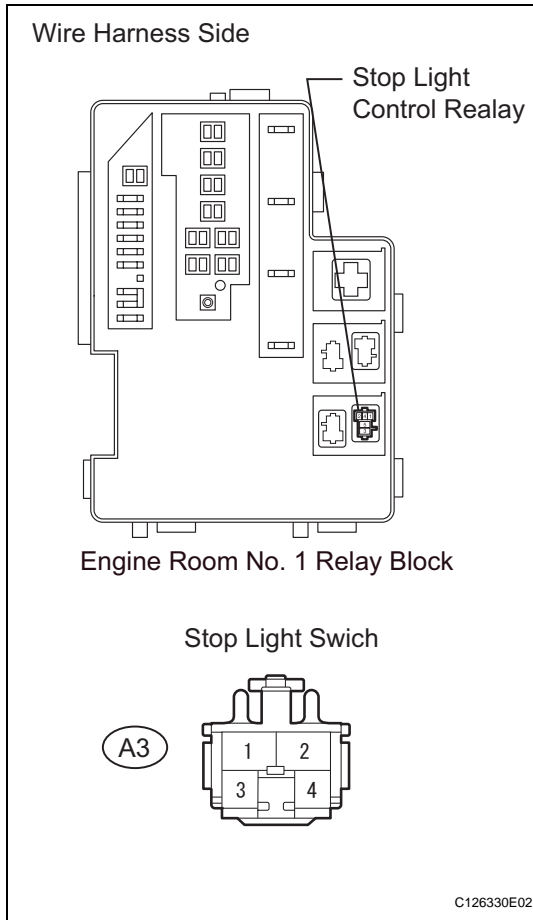 Wire Harness Side
Stop Light
Control Realay
Engine Room No. 1 Relay Block
Stop Light Swich
A3
1 2
3 4
C126330E02